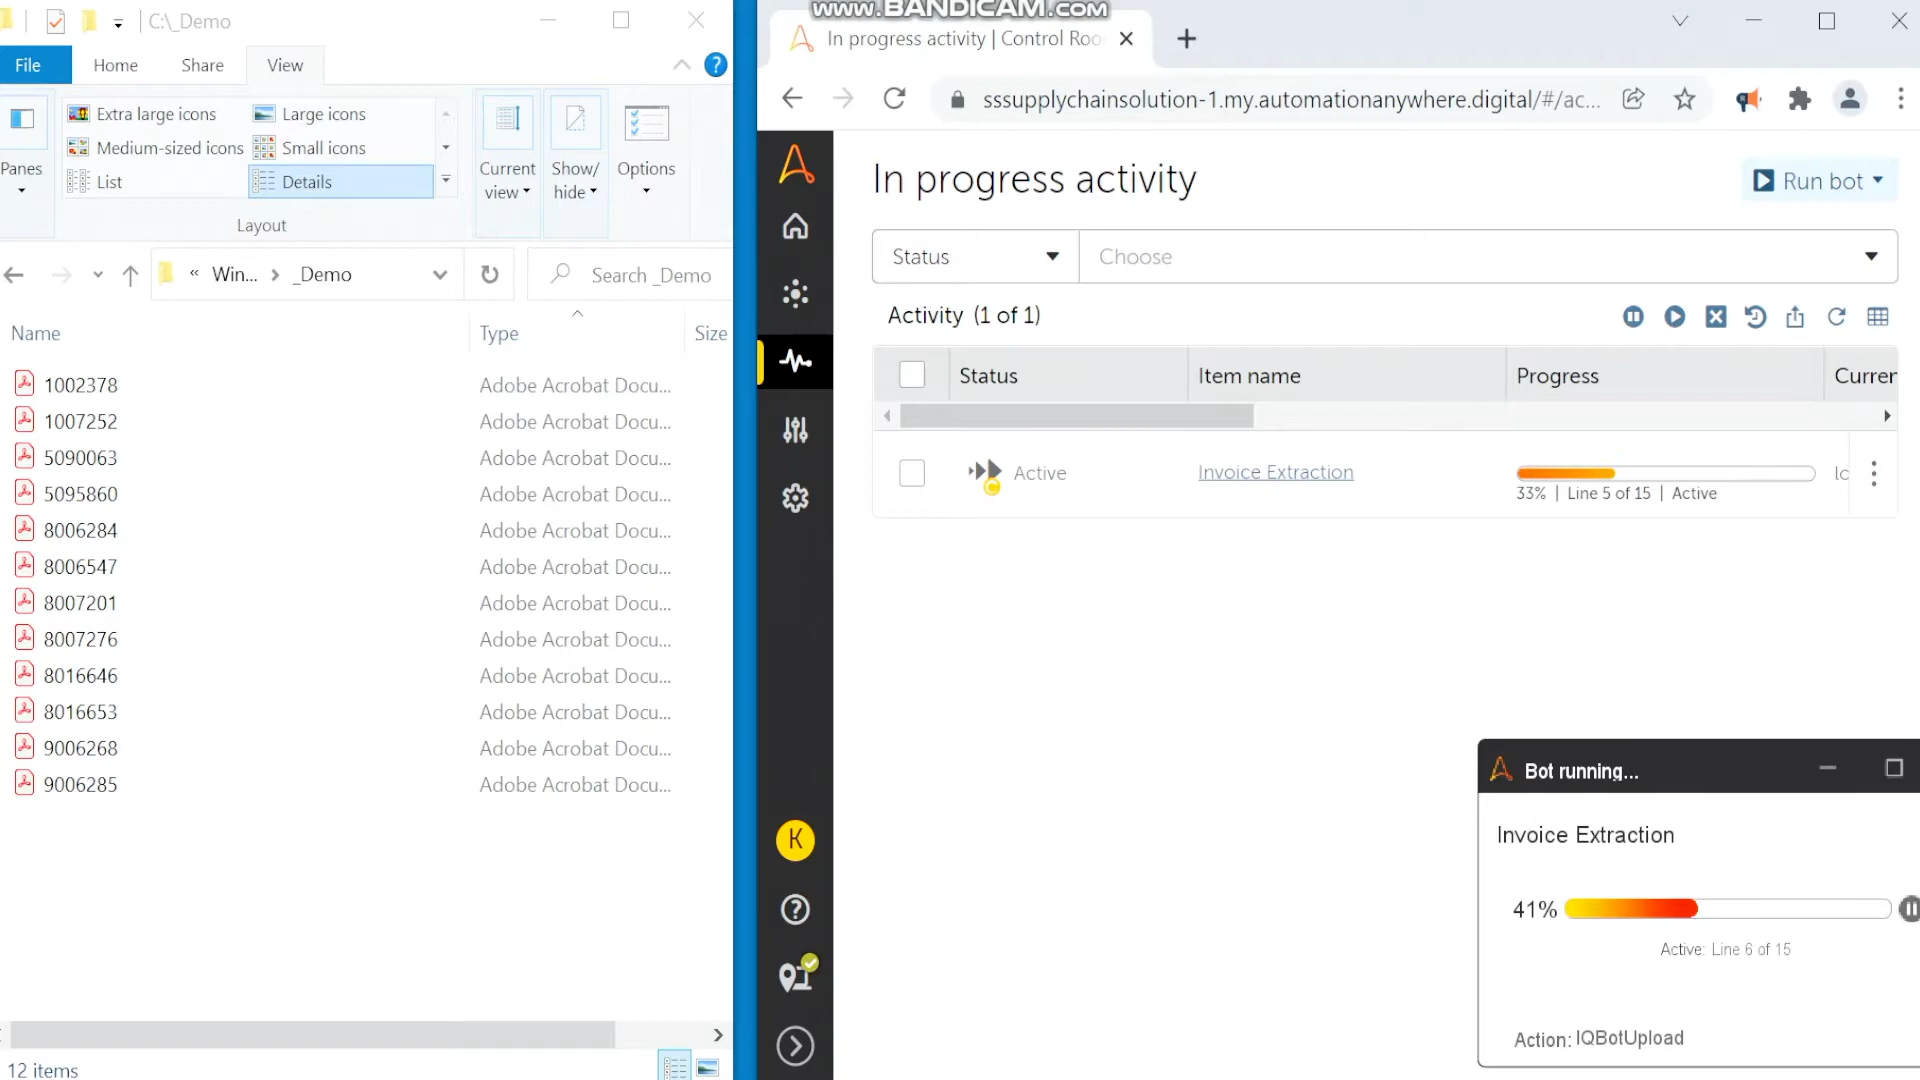 C:\_Demo
File Home Share View
Panes
Extra large icons Large icons
Medium-sized icons Small icons
List Details
Layout
Current view
Show/ hide
Options
« Win... > _Demo
Search _Demo
Name Type Size
1002378 Adobe Acrobat Docu...
1007252 Adobe Acrobat Docu...
5090063 Adobe Acrobat Docu...
5095860 Adobe Acrobat Docu...
8006284 Adobe Acrobat Docu...
8006547 Adobe Acrobat Docu...
8007201 Adobe Acrobat Docu...
8007276 Adobe Acrobat Docu...
8016646 Adobe Acrobat Docu...
8016653 Adobe Acrobat Docu...
9006268 Adobe Acrobat Docu...
9006285 Adobe Acrobat Docu...
12 items
www.BANDICAM.com
In progress activity | Control Roo
sssupplychainsolution-1.my.automationanywhere.digital/#/ac...
In progress activity
Run bot
Status Choose
Activity (1 of 1)
Status Item name Progress Curren
Active Invoice Extraction
33% | Line 5 of 15 | Active
K
Bot running...
Invoice Extraction
41%
Active: Line 6 of 15
Action: IQBotUpload